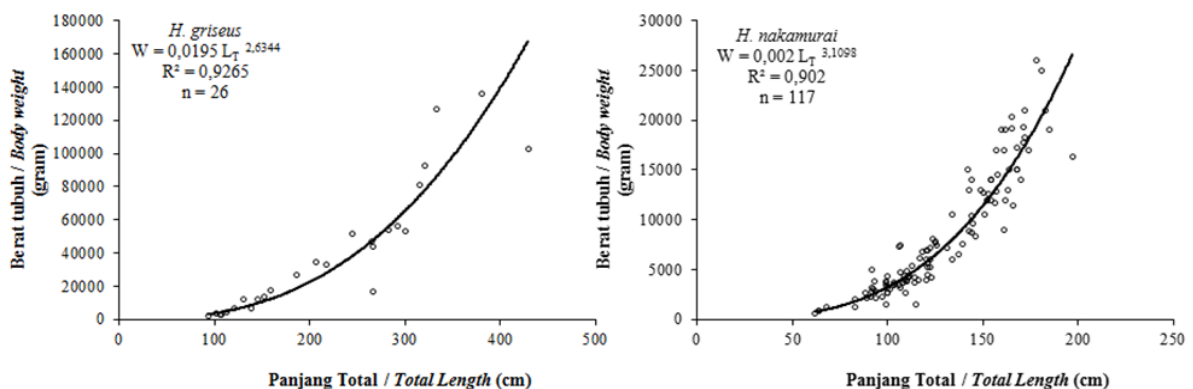 H. griseus
W = 0,0195 L_T ^2,6344
R² = 0,9265
n = 26
180000
160000
140000
120000
100000
80000
60000
40000
20000
0
0 100 200 300 400 500
Berat tubuh / Body weight
(gram)
Panjang Total / Total Length (cm)
H. nakamurai
W = 0,002 L_T ^3,1098
R² = 0,902
n = 117
30000
25000
20000
15000
10000
5000
0
0 50 100 150 200 250
Berat tubuh / Body weight
(gram)
Panjang Total / Total Length (cm)